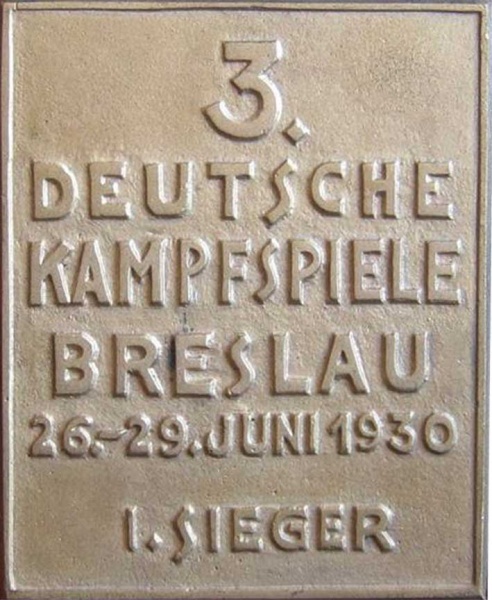 3.
DEUTSCHE
KAMPFSPIELE
BRESLAU
26.-29.JUNI 1930
I. SIEGER